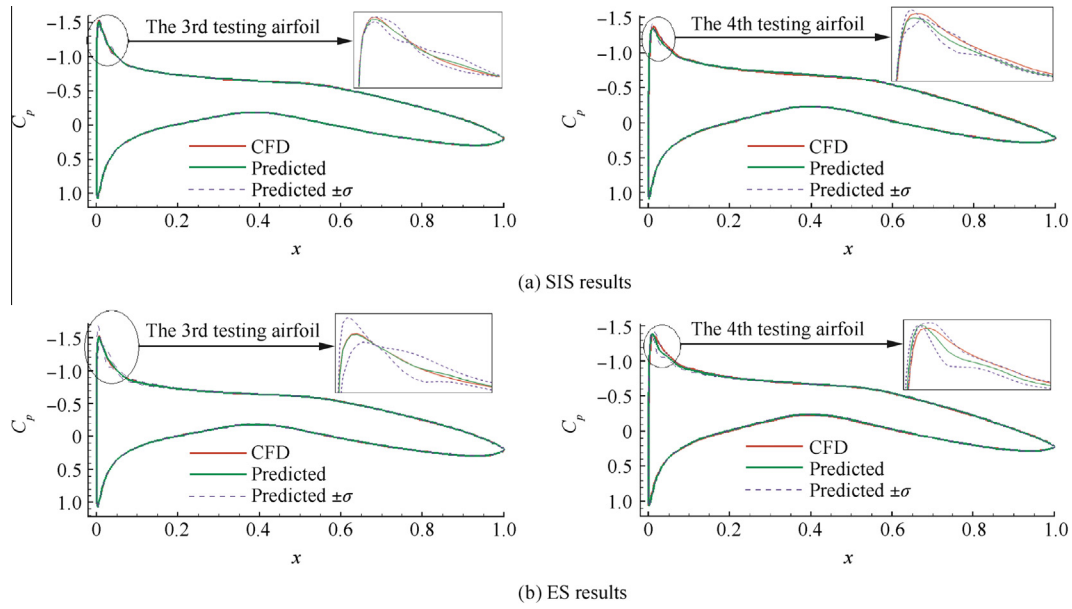 The 3rd testing airfoil
-1.5
-1.0
-0.5
0
0.5
1.0
Cp
CFD
Predicted
Predicted ±σ
0 0.2 0.4 0.6 0.8 1.0
x
The 4th testing airfoil
-1.5
-1.0
-0.5
0
0.5
1.0
Cp
CFD
Predicted
Predicted ±σ
0 0.2 0.4 0.6 0.8 1.0
x
(a) SIS results
The 3rd testing airfoil
-1.5
-1.0
-0.5
0
0.5
1.0
Cp
CFD
Predicted
Predicted ±σ
0 0.2 0.4 0.6 0.8 1.0
x
The 4th testing airfoil
-1.5
-1.0
-0.5
0
0.5
1.0
Cp
CFD
Predicted
Predicted ±σ
0 0.2 0.4 0.6 0.8 1.0
x
(b) ES results